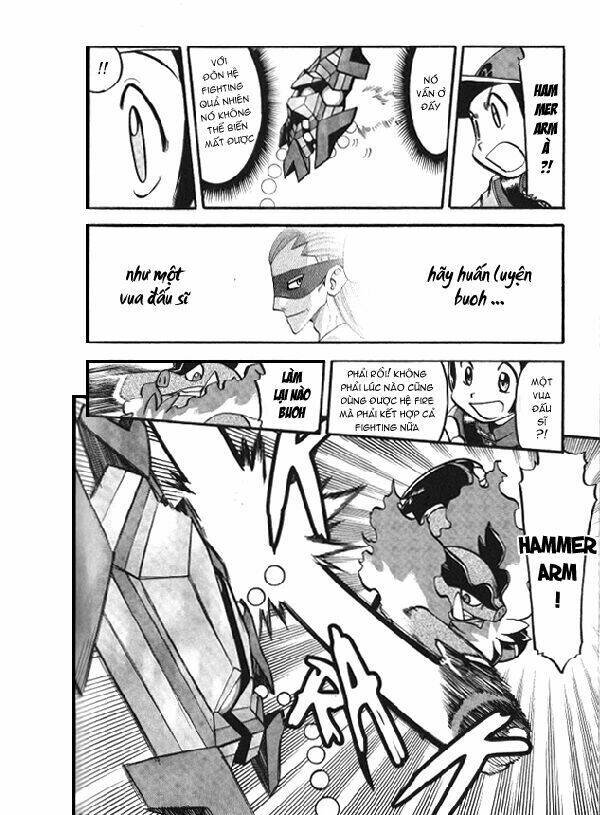 HAM
MER
ARM
À
?!
NÓ
VẪN Ở
ĐẤY
VỚI
ĐÒN HỆ
FIGHTING
QUẢ NHIÊN
NÓ KHÔNG
THỂ BIẾN
MẤT ĐƯỢC
!!
hãy huấn luyện
buoh ...
như một
vua đấu sĩ
MỘT
VUA
ĐẤU
SĨ
?!
PHẢI RỒI! KHÔNG
PHẢI LÚC NÀO CŨNG
DÙNG ĐƯỢC HỆ FIRE
MÀ PHẢI KẾT HỢP CẢ
FIGHTING NỮA
LÀM
LẠI NÀO
BUOH
HAMMER
ARM
!
KRAK